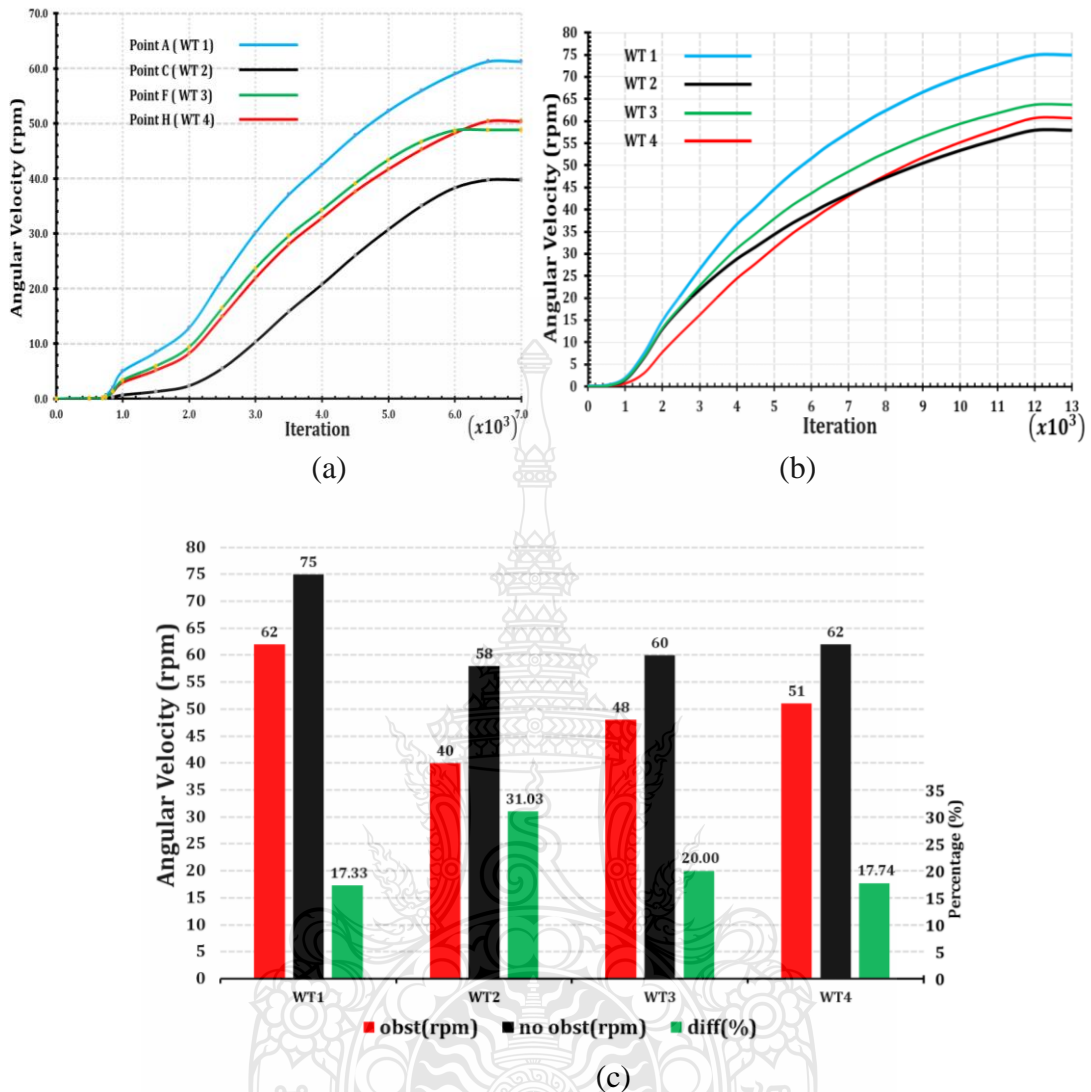 70.0
60.0
50.0
40.0
30.0
20.0
10.0
0.0
Angular Velocity (rpm)
Point A ( WT 1)
Point C ( WT 2)
Point F ( WT 3)
Point H ( WT 4)
0.0 1.0 2.0 3.0 4.0 5.0 6.0 7.0
Iteration (x10³)
(a)
80
75
70
65
60
55
50
45
40
35
30
25
20
15
10
5
0
Angular Velocity (rpm)
WT 1
WT 2
WT 3
WT 4
0 1 2 3 4 5 6 7 8 9 10 11 12 13
Iteration (x10³)
(b)
80
75
70
65
60
55
50
45
40
35
30
25
20
15
10
5
0
Angular Velocity (rpm)
62 75
40 58 31.03
48 60 20.00
51 62 17.74
17.33
35
30
25
20
15
10
5
0
Percentage (%)
WT1 WT2 WT3 WT4
obst(rpm) no obst(rpm) diff(%)
(c)